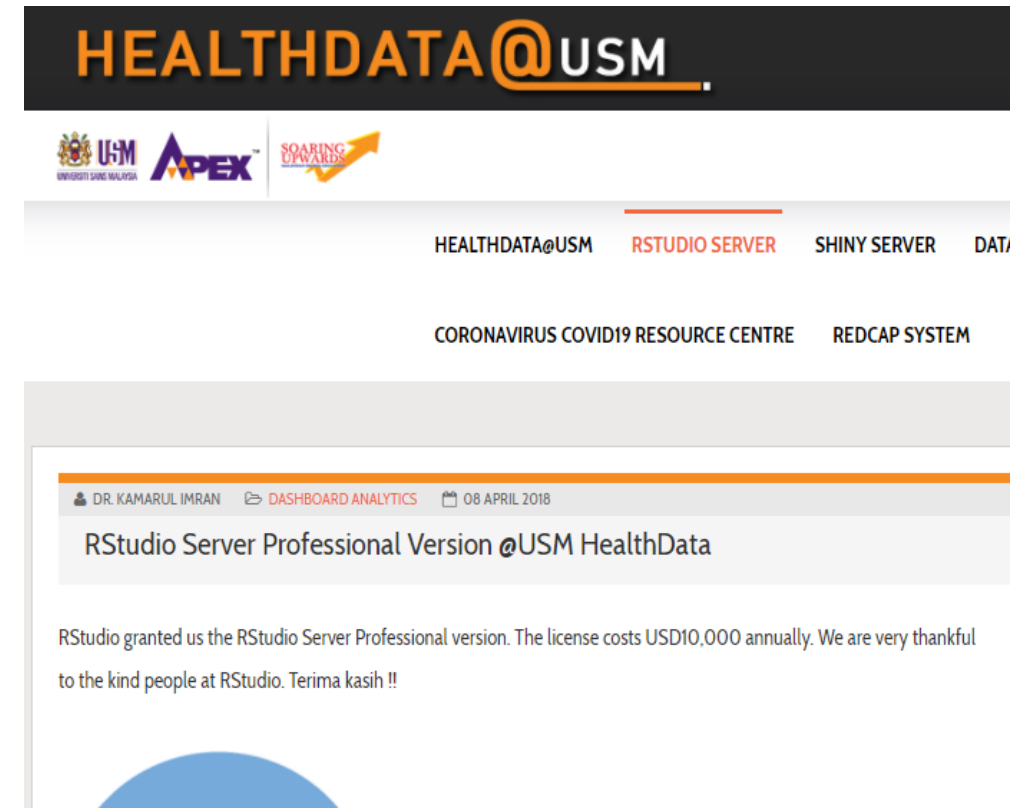 HEALTHDATA@USM
USM APEX™ SOARING
UNIVERSITI SAINS MALAYSIA UPWARDS
HEALTHDATA@USM RSTUDIO SERVER SHINY SERVER DATA
CORONAVIRUS COVID19 RESOURCE CENTRE REDCAP SYSTEM
DR. KAMARUL IMRAN DASHBOARD ANALYTICS 08 APRIL 2018
RStudio Server Professional Version @USM HealthData
RStudio granted us the RStudio Server Professional version. The license costs USD10,000 annually. We are very thankful
to the kind people at RStudio. Terima kasih !!